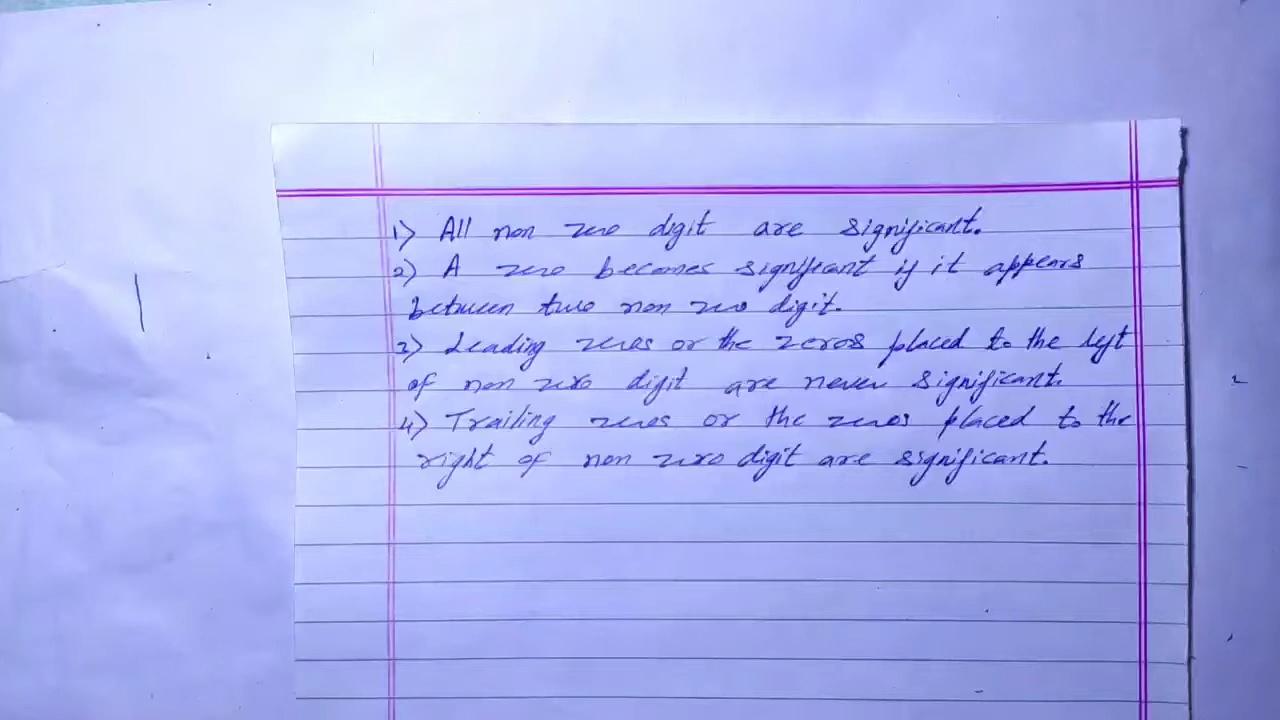 1) All non zero digit are significant.
2) A zero becomes significant if it appears
between two non zero digit.
3) Leading zeros or the zeros placed to the left
of non zero digit are never significant.
4) Trailing zeros or the zeros placed to the
right of non zero digit are significant.